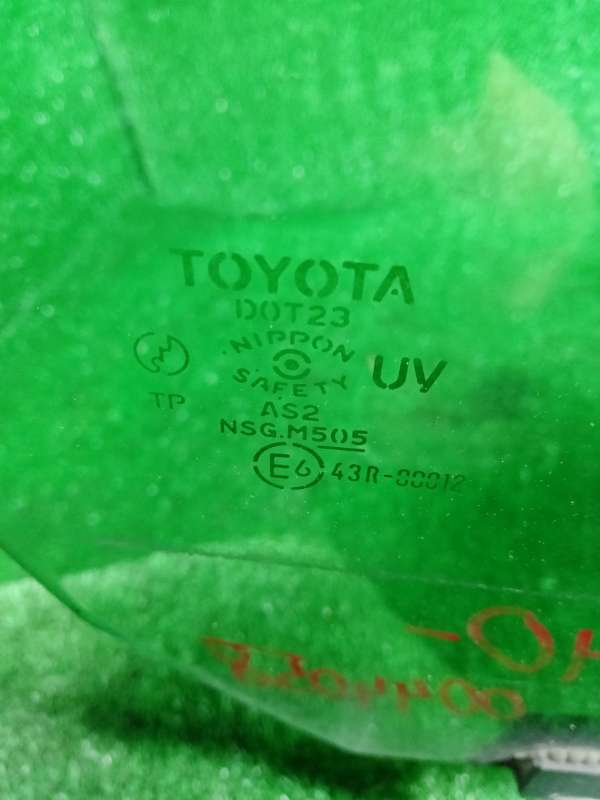 TOYOTA
DOT23
NIPPON
SAFETY
UV
TP
AS2
NSG.M505
E6 43R-00012